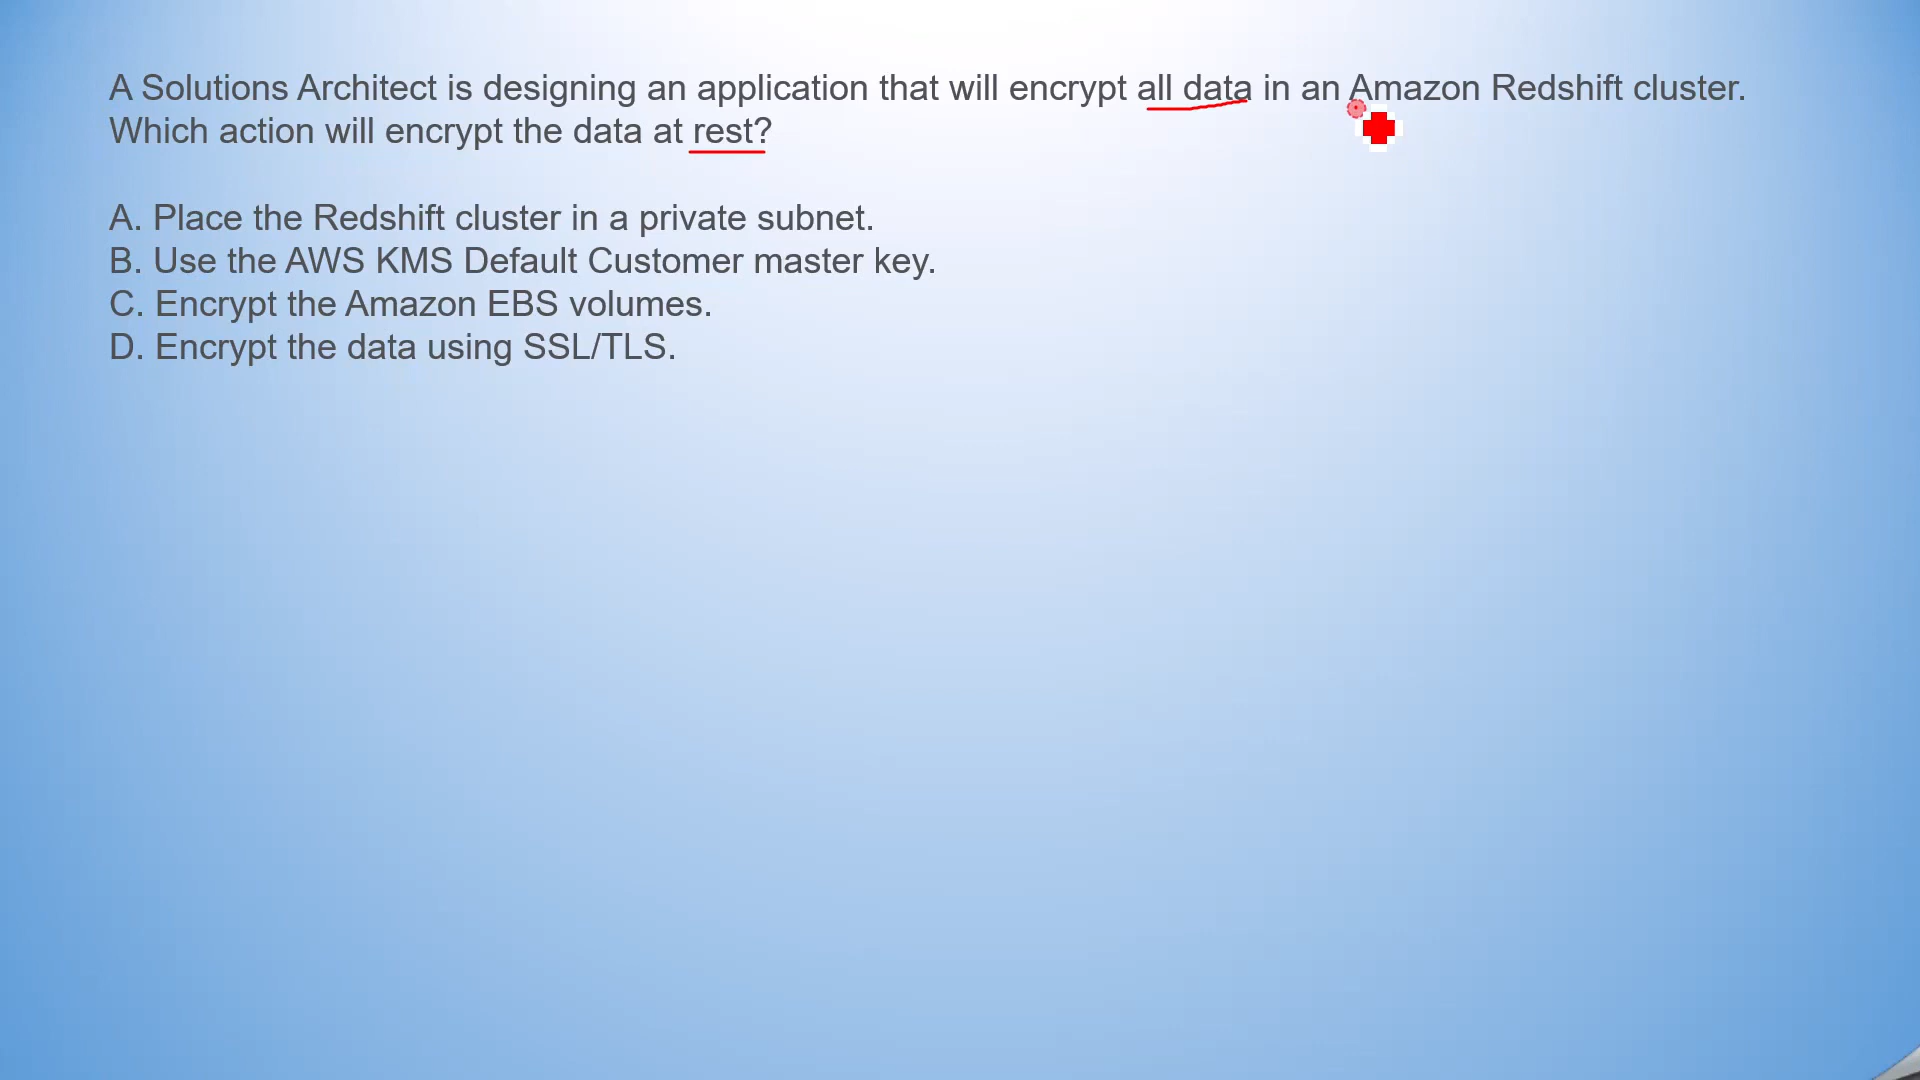 A Solutions Architect is designing an application that will encrypt all data in an Amazon Redshift cluster.
Which action will encrypt the data at rest?
A. Place the Redshift cluster in a private subnet.
B. Use the AWS KMS Default Customer master key.
C. Encrypt the Amazon EBS volumes.
D. Encrypt the data using SSL/TLS.